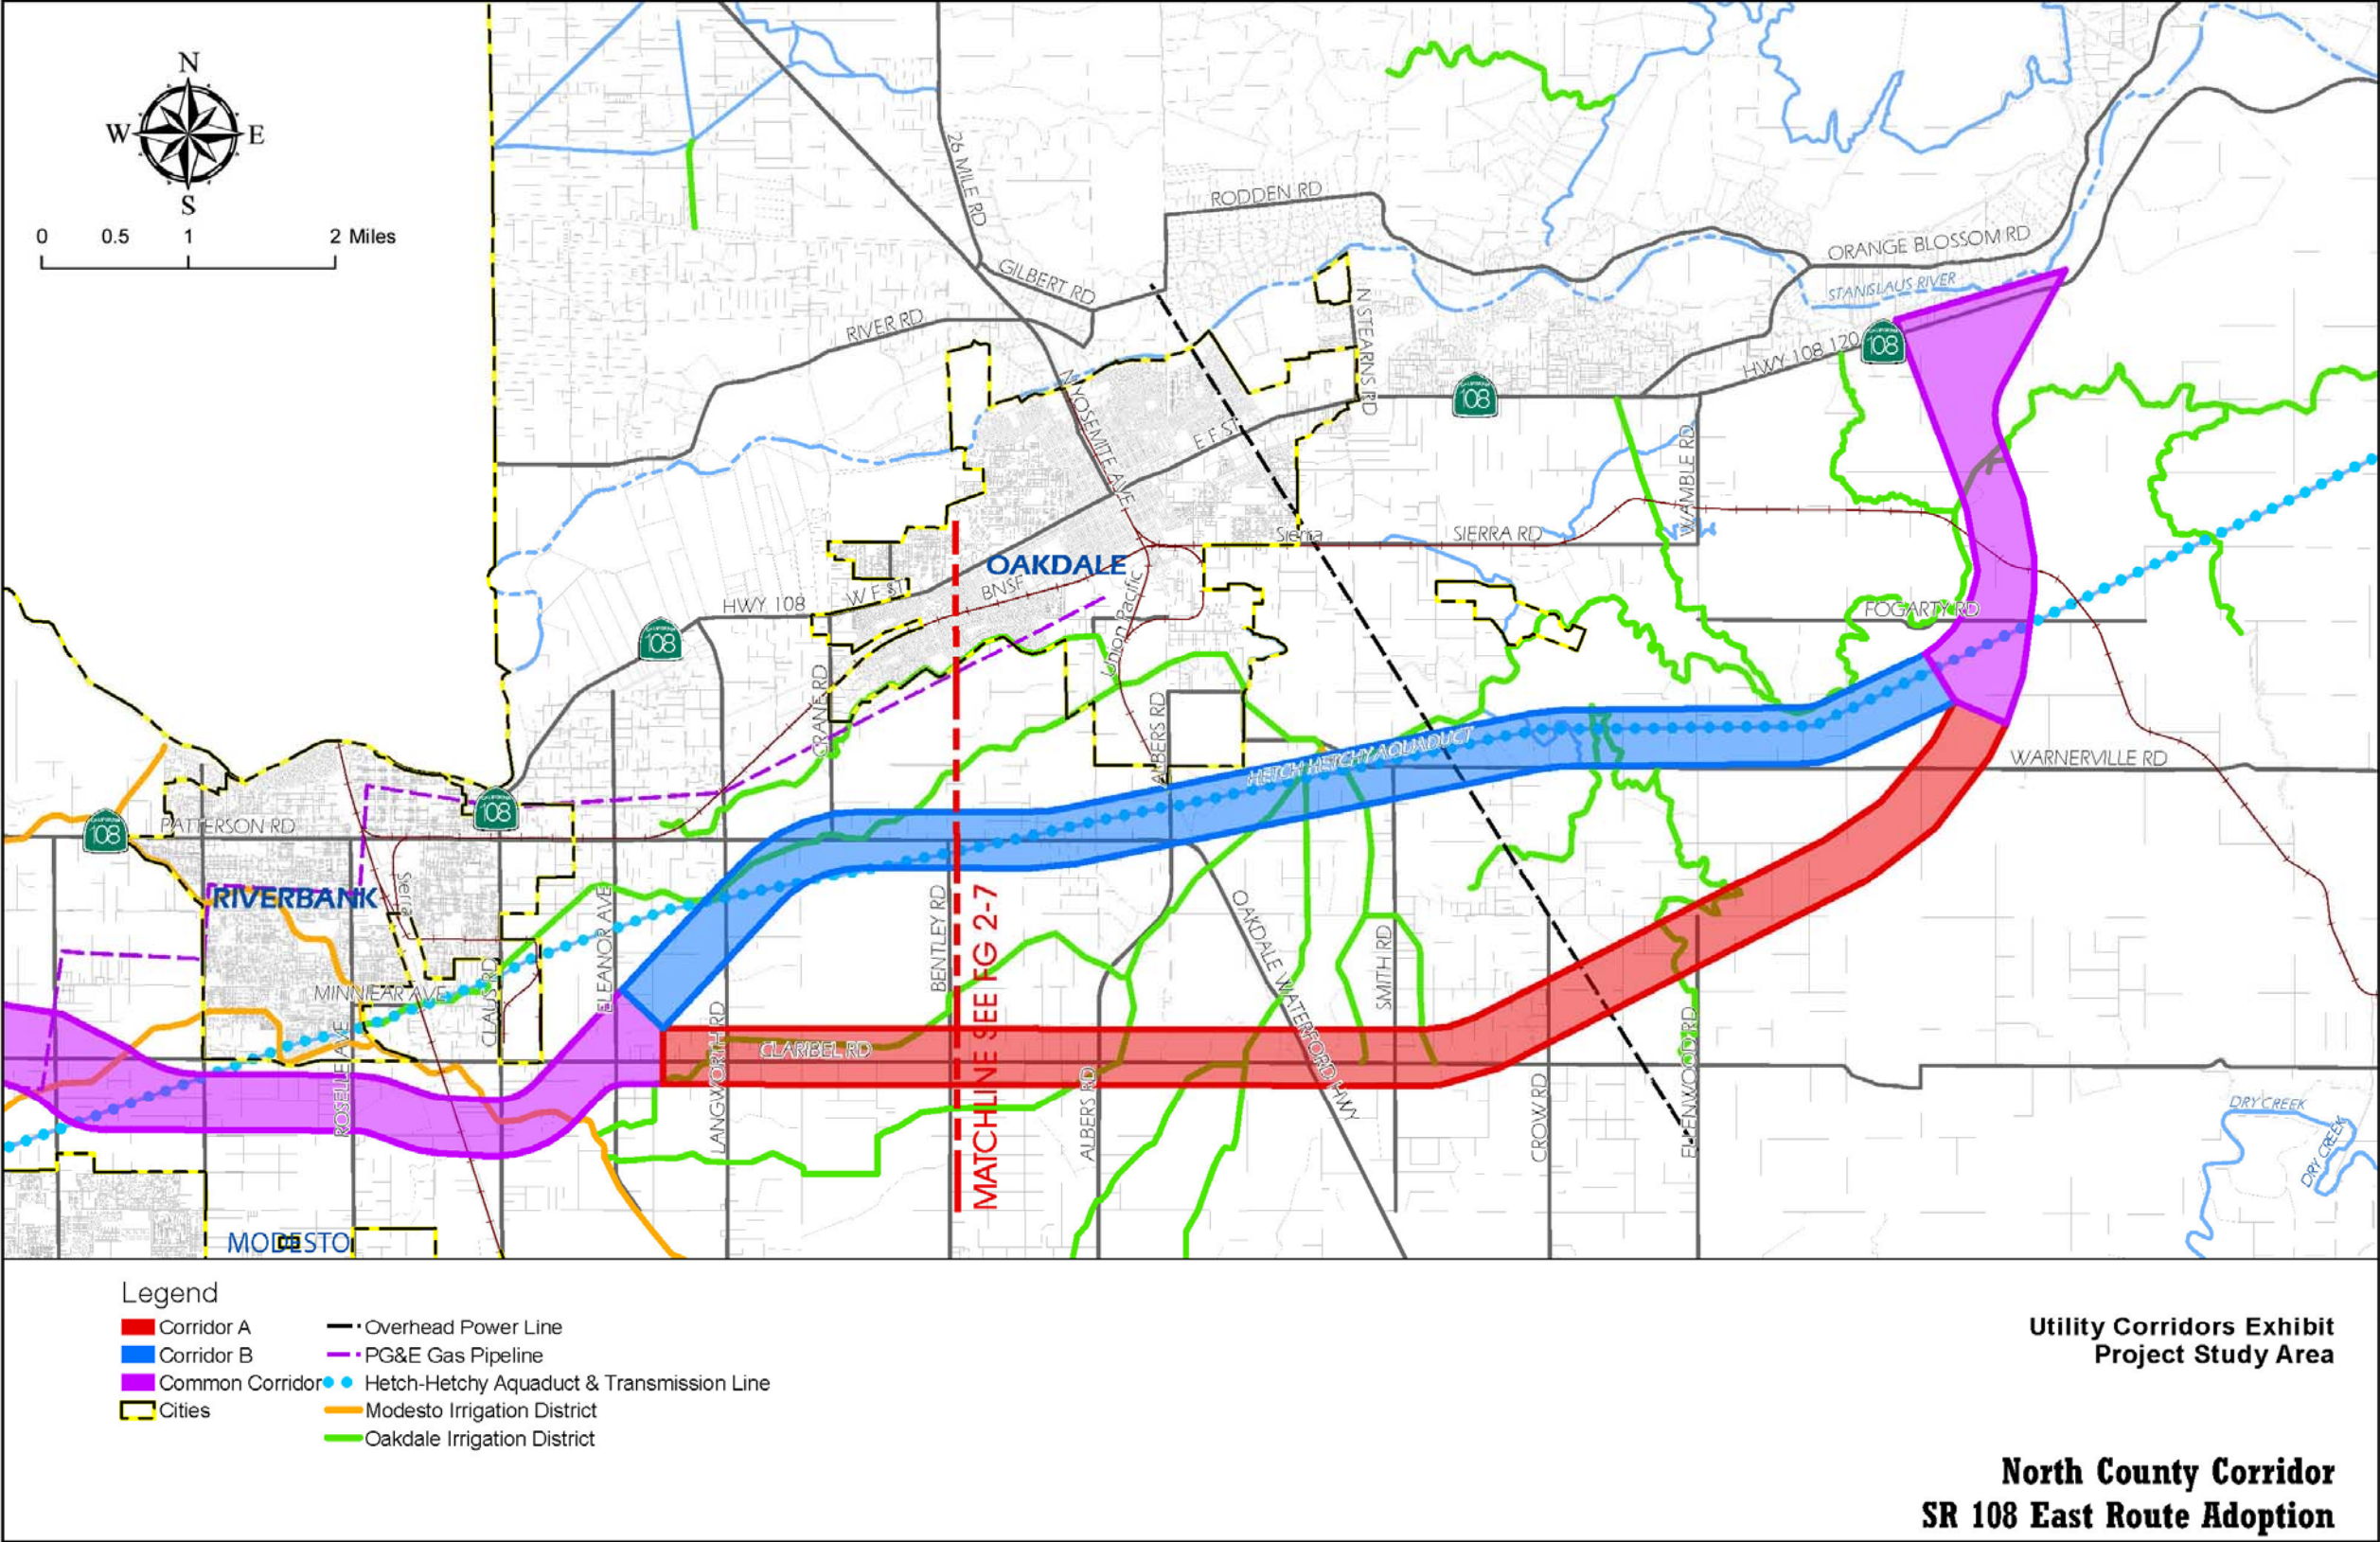 N
W
E
S
0 0.5 1 2 Miles
26 MILE RD
RODDEN RD
GILBERT RD
ORANGE BLOSSOM RD
STANISLAUS RIVER
RIVER RD
N STEARNS RD
HWY 108 120
108
108
N YOSEMITE AVE
E F ST
WAMBLE RD
Sierra
SIERRA RD
OAKDALE
BNSF
W F ST
HWY 108
Union Pacific
FOGARTY RD
108
CRANE RD
ALBERS RD
HETCH HETCHY AQUADUCT
WARNERVILLE RD
108
108
PATTERSON RD
RIVERBANK
Sierra
ELEANOR AVE
BENTLEY RD
MATCHLINE SEE FG 2-7
OAKDALE WATERFORD HWY
SMITH RD
MINNIEAR AVE
CLAUS RD
ROSELLE AVE
LANGWORTH RD
CLARIBEL RD
ALBERS RD
CROW RD
ELLENWOOD RD
DRY CREEK
DRY CREEK
MODESTO
Legend
Corridor A
Corridor B
Common Corridor
Cities
Overhead Power Line
PG&E Gas Pipeline
Hetch-Hetchy Aquaduct & Transmission Line
Modesto Irrigation District
Oakdale Irrigation District
Utility Corridors Exhibit
Project Study Area
North County Corridor
SR 108 East Route Adoption